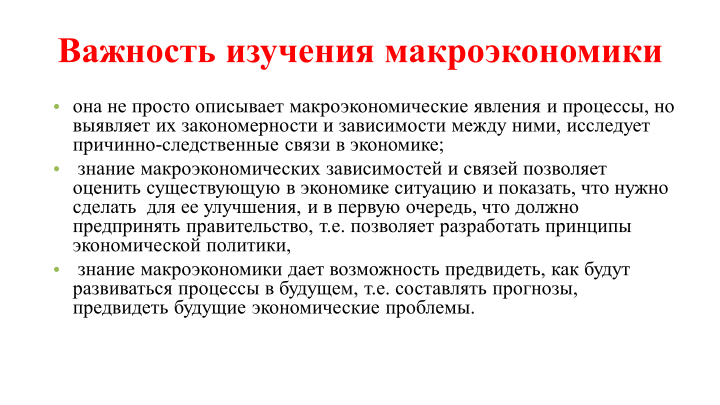 Важность изучения макроэкономики
• она не просто описывает макроэкономические явления и процессы, но
выявляет их закономерности и зависимости между ними, исследует
причинно-следственные связи в экономике;
• знание макроэкономических зависимостей и связей позволяет
оценить существующую в экономике ситуацию и показать, что нужно
сделать для ее улучшения, и в первую очередь, что должно
предпринять правительство, т.е. позволяет разработать принципы
экономической политики,
• знание макроэкономики дает возможность предвидеть, как будут
развиваться процессы в будущем, т.е. составлять прогнозы,
предвидеть будущие экономические проблемы.